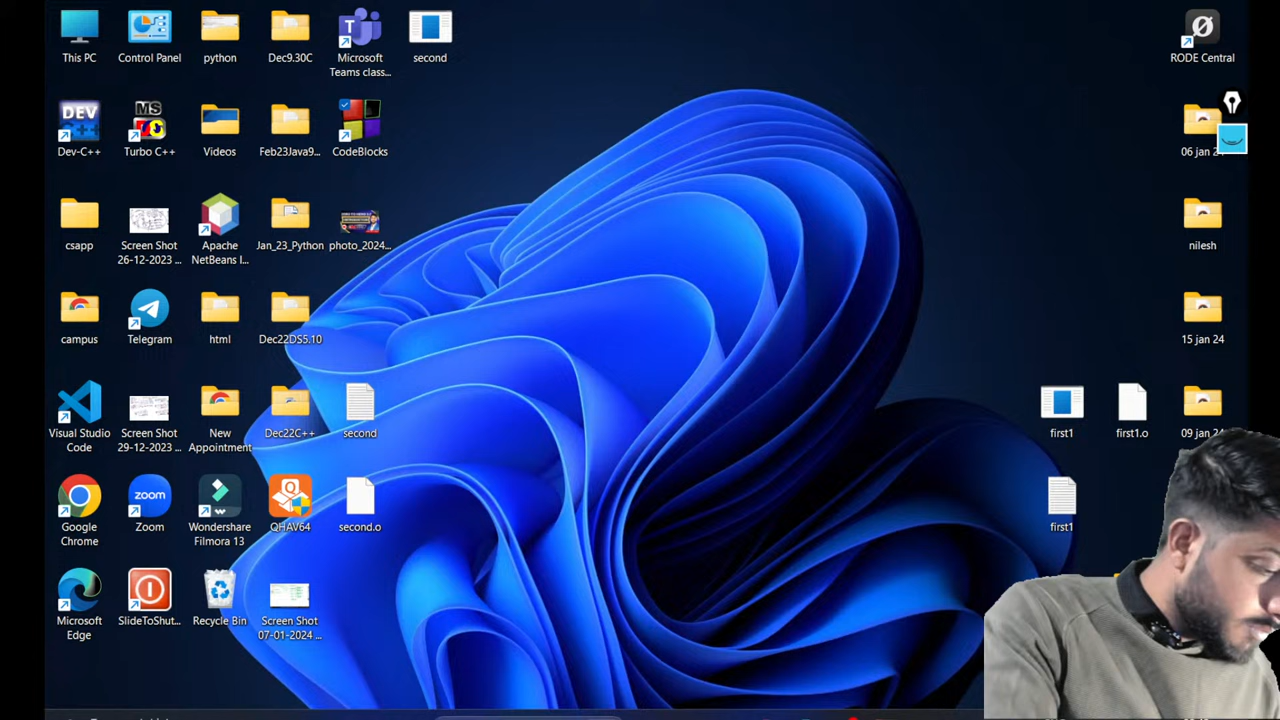 This PC
Control Panel
python
Dec9.30C
Microsoft
Teams class...
second
RODE Central
DEV
C++
Dev-C++
MS
Turbo C++
Videos
Feb23Java9...
CodeBlocks
06 jan 24
csapp
Screen Shot
26-12-2023 ...
Apache
NetBeans I...
Jan_23_Python
photo_2024...
nilesh
campus
Telegram
html
Dec22DS5.10
15 jan 24
Visual Studio
Code
Screen Shot
29-12-2023 ...
New
Appointment
Dec22C++
second
first1
first1.o
09 jan 24
zoom
Google
Chrome
Zoom
Wondershare
Filmora 13
QHAV64
second.o
first1
Microsoft
Edge
SlideToShut...
Recycle Bin
Screen Shot
07-01-2024 ...